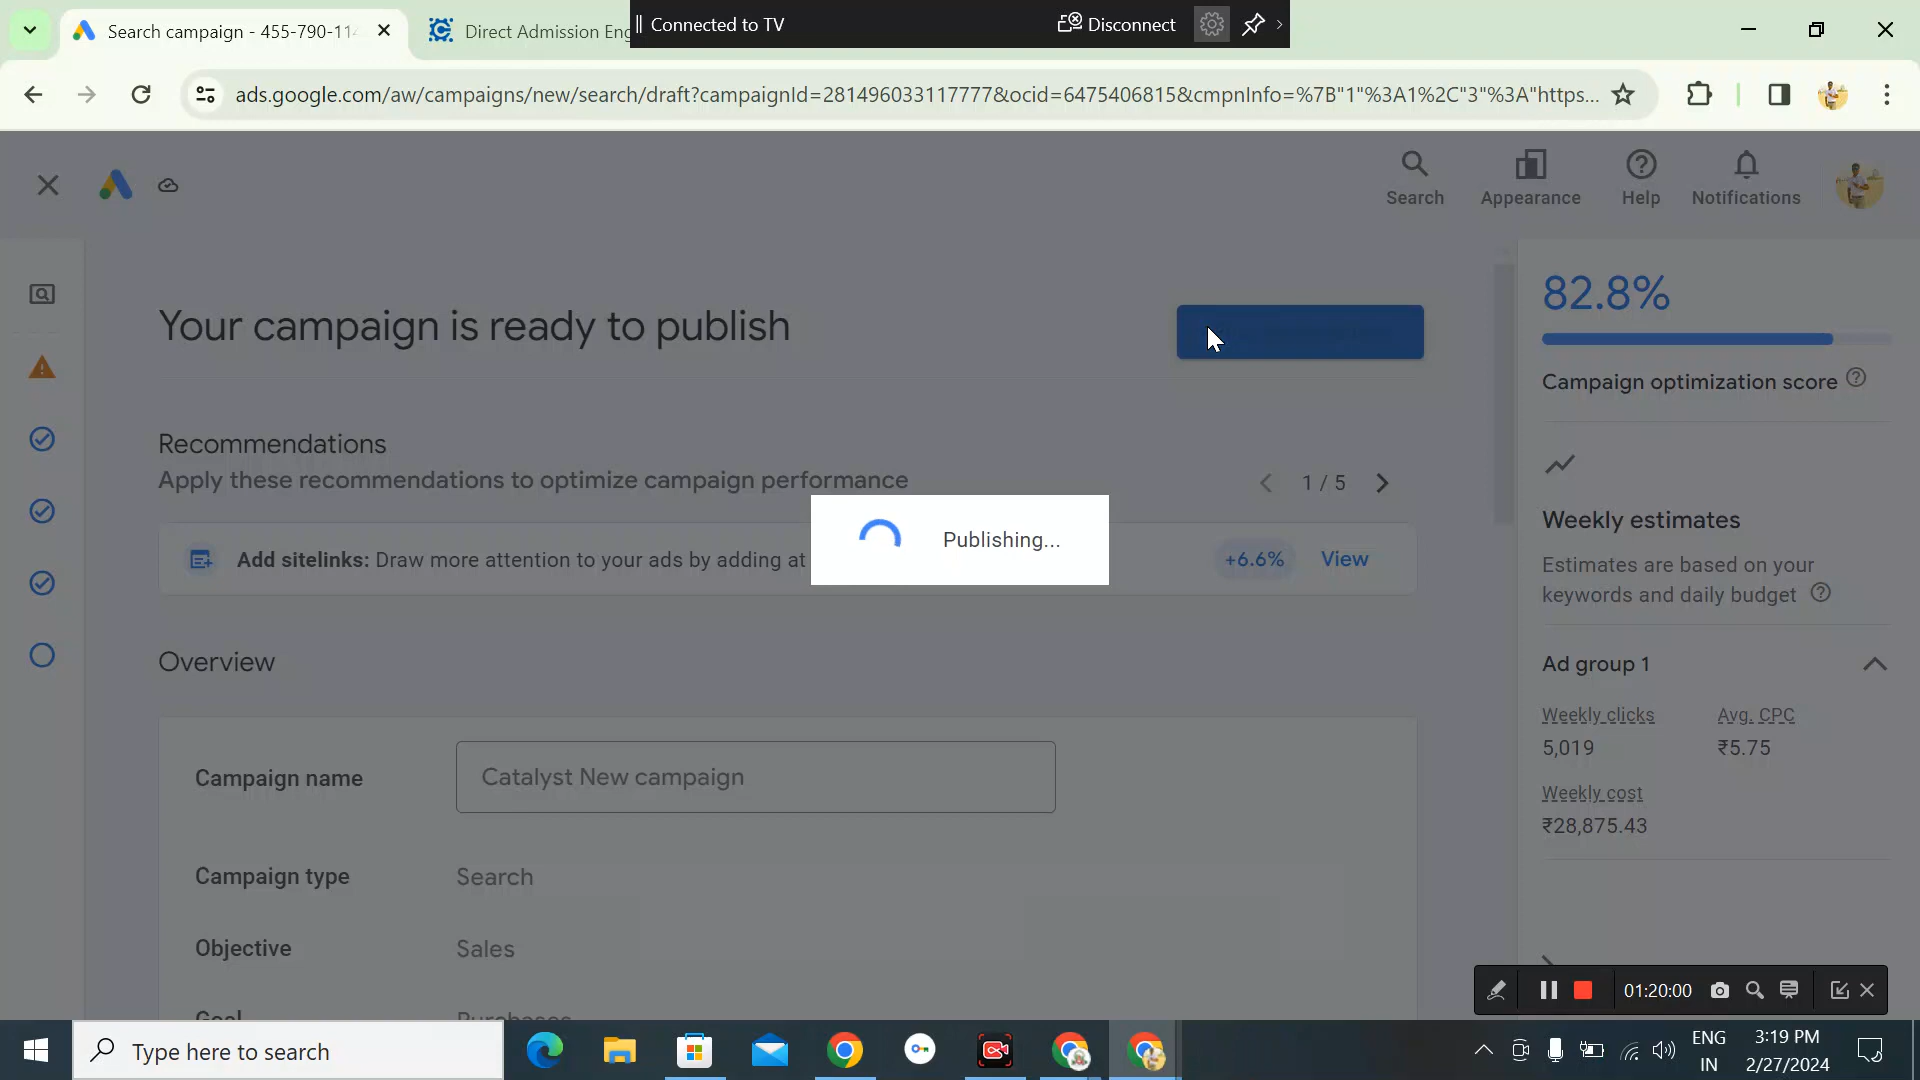 Search campaign - 455-790-114
Direct Admission Eng
Connected to TV
Disconnect
ads.google.com/aw/campaigns/new/search/draft?campaignId=281496033117777&ocid=6475406815&cmpnInfo=%7B"1"%3A1%2C"3"%3A"https...
Search
Appearance
Help
Notifications
Your campaign is ready to publish
Recommendations
Apply these recommendations to optimize campaign performance
1 / 5
Add sitelinks: Draw more attention to your ads by adding at
+6.6%
View
Publishing...
Overview
Campaign name
Catalyst New campaign
Campaign type
Search
Objective
Sales
Goal
Purchases
82.8%
Campaign optimization score
Weekly estimates
Estimates are based on your
keywords and daily budget
Ad group 1
Weekly clicks
Avg. CPC
5,019
₹5.75
Weekly cost
₹28,875.43
01:20:00
Type here to search
ENG
IN
3:19 PM
2/27/2024